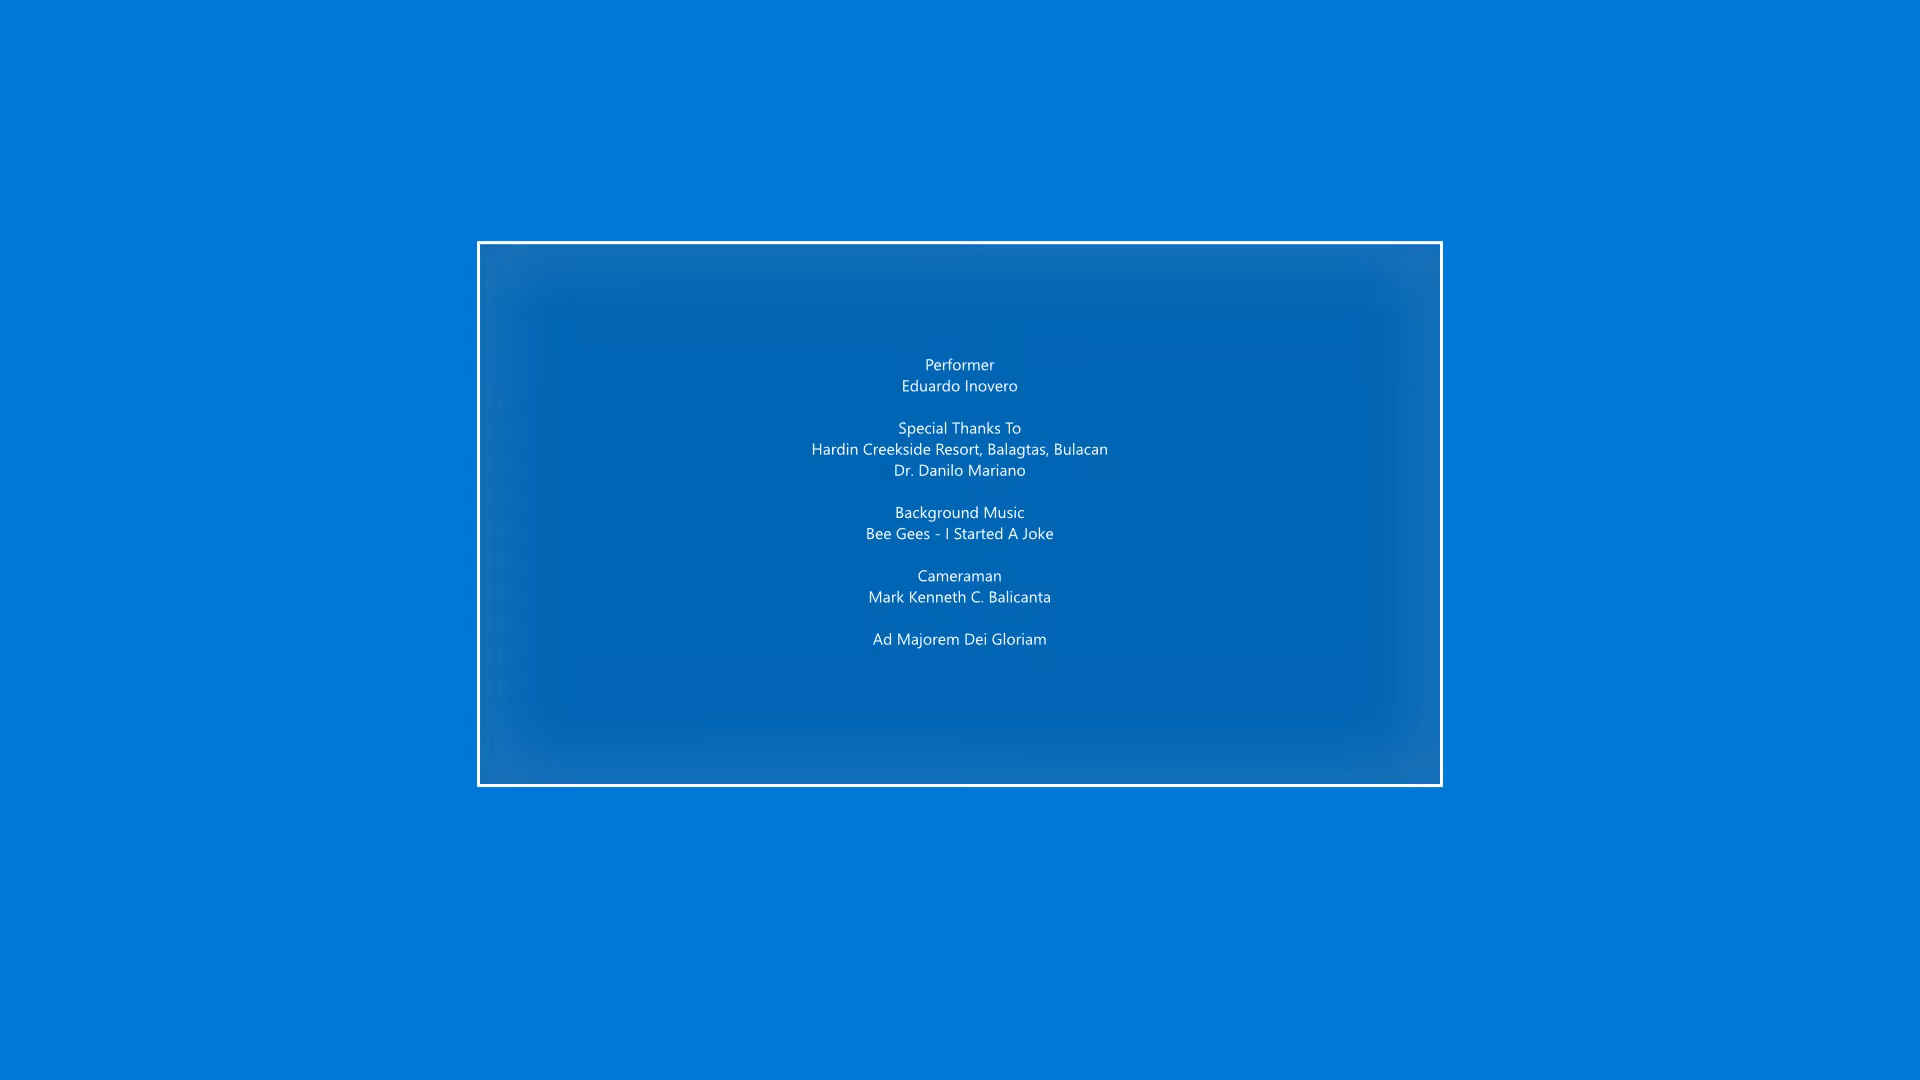 Performer
Eduardo Inovero
Special Thanks To
Hardin Creekside Resort, Balagtas, Bulacan
Dr. Danilo Mariano
Background Music
Bee Gees - I Started A Joke
Cameraman
Mark Kenneth C. Balicanta
Ad Majorem Dei Gloriam